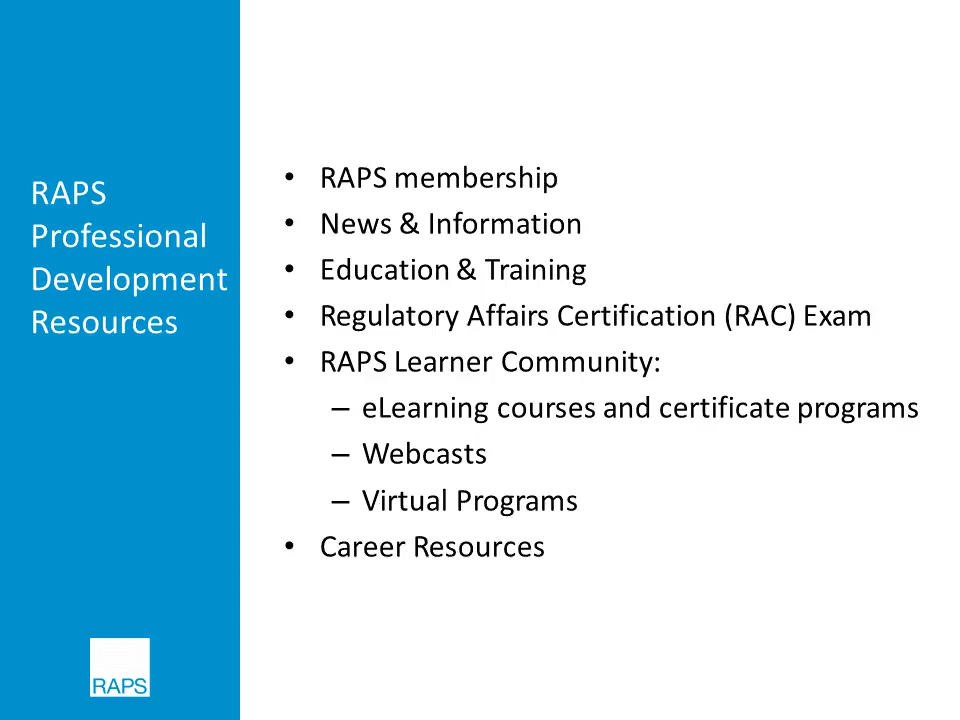 RAPS
Professional
Development
Resources
• RAPS membership
• News & Information
• Education & Training
• Regulatory Affairs Certification (RAC) Exam
• RAPS Learner Community:
– eLearning courses and certificate programs
– Webcasts
– Virtual Programs
• Career Resources
RAPS